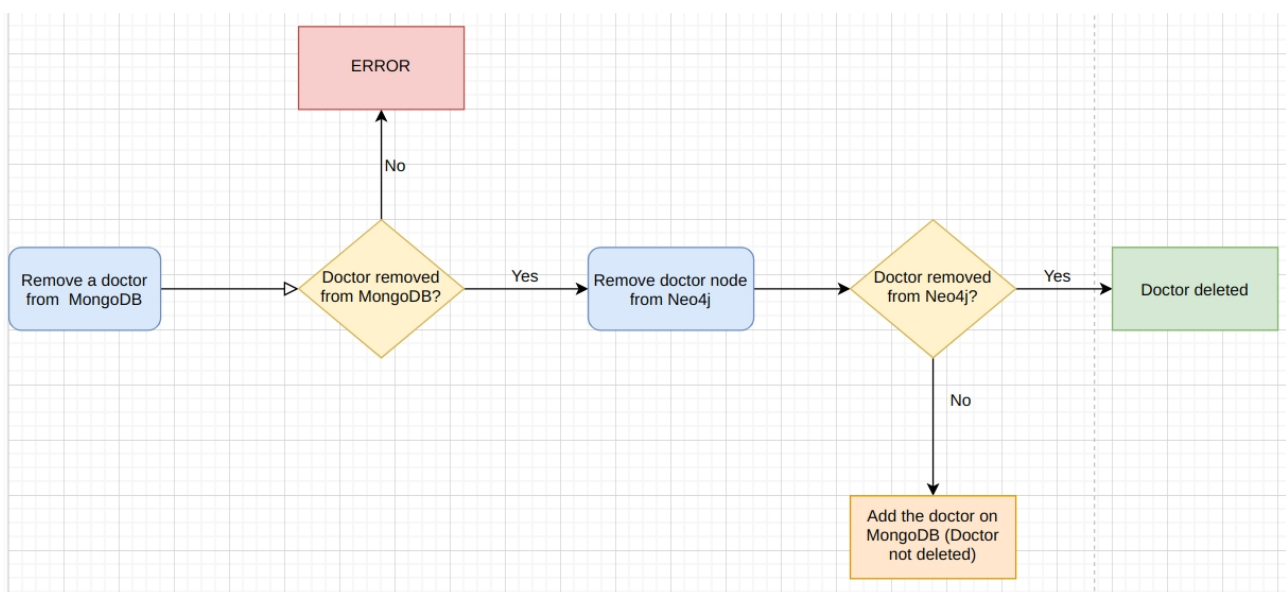 ERROR
No
Remove a doctor
from MongoDB
Doctor removed
from MongoDB?
Yes
Remove doctor node
from Neo4j
Doctor removed
from Neo4j?
Yes
Doctor deleted
No
Add the doctor on
MongoDB (Doctor
not deleted)